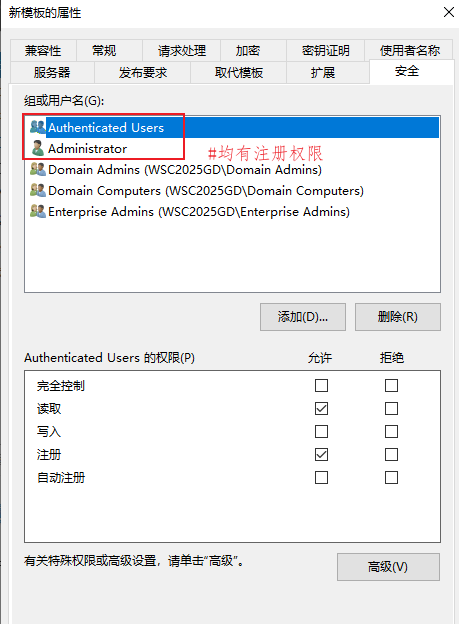 新模板的属性
兼容性 常规 请求处理 加密 密钥证明 使用者名称
服务器 发布要求 取代模板 扩展 安全
组或用户名(G):
Authenticated Users
Administrator
#均有注册权限
Domain Admins (WSC2025GD\Domain Admins)
Domain Computers (WSC2025GD\Domain Computers)
Enterprise Admins (WSC2025GD\Enterprise Admins)
添加(D)... 删除(R)
Authenticated Users 的权限(P) 允许 拒绝
完全控制
读取
写入
注册
自动注册
有关特殊权限或高级设置，请单击“高级”。
高级(V)